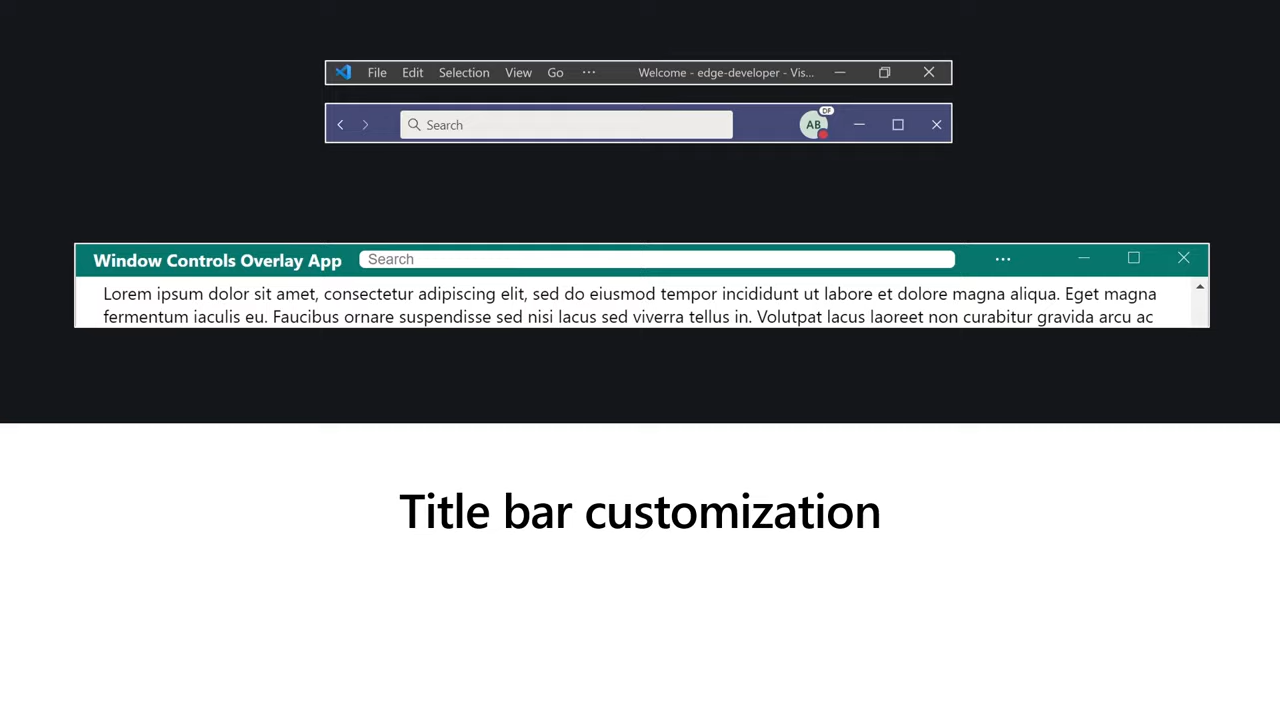 File Edit Selection View Go ··· Welcome - edge-developer - Vis...
Search AB OF
Window Controls Overlay App Search ···
Lorem ipsum dolor sit amet, consectetur adipiscing elit, sed do eiusmod tempor incididunt ut labore et dolore magna aliqua. Eget magna
fermentum iaculis eu. Faucibus ornare suspendisse sed nisi lacus sed viverra tellus in. Volutpat lacus laoreet non curabitur gravida arcu ac
Title bar customization